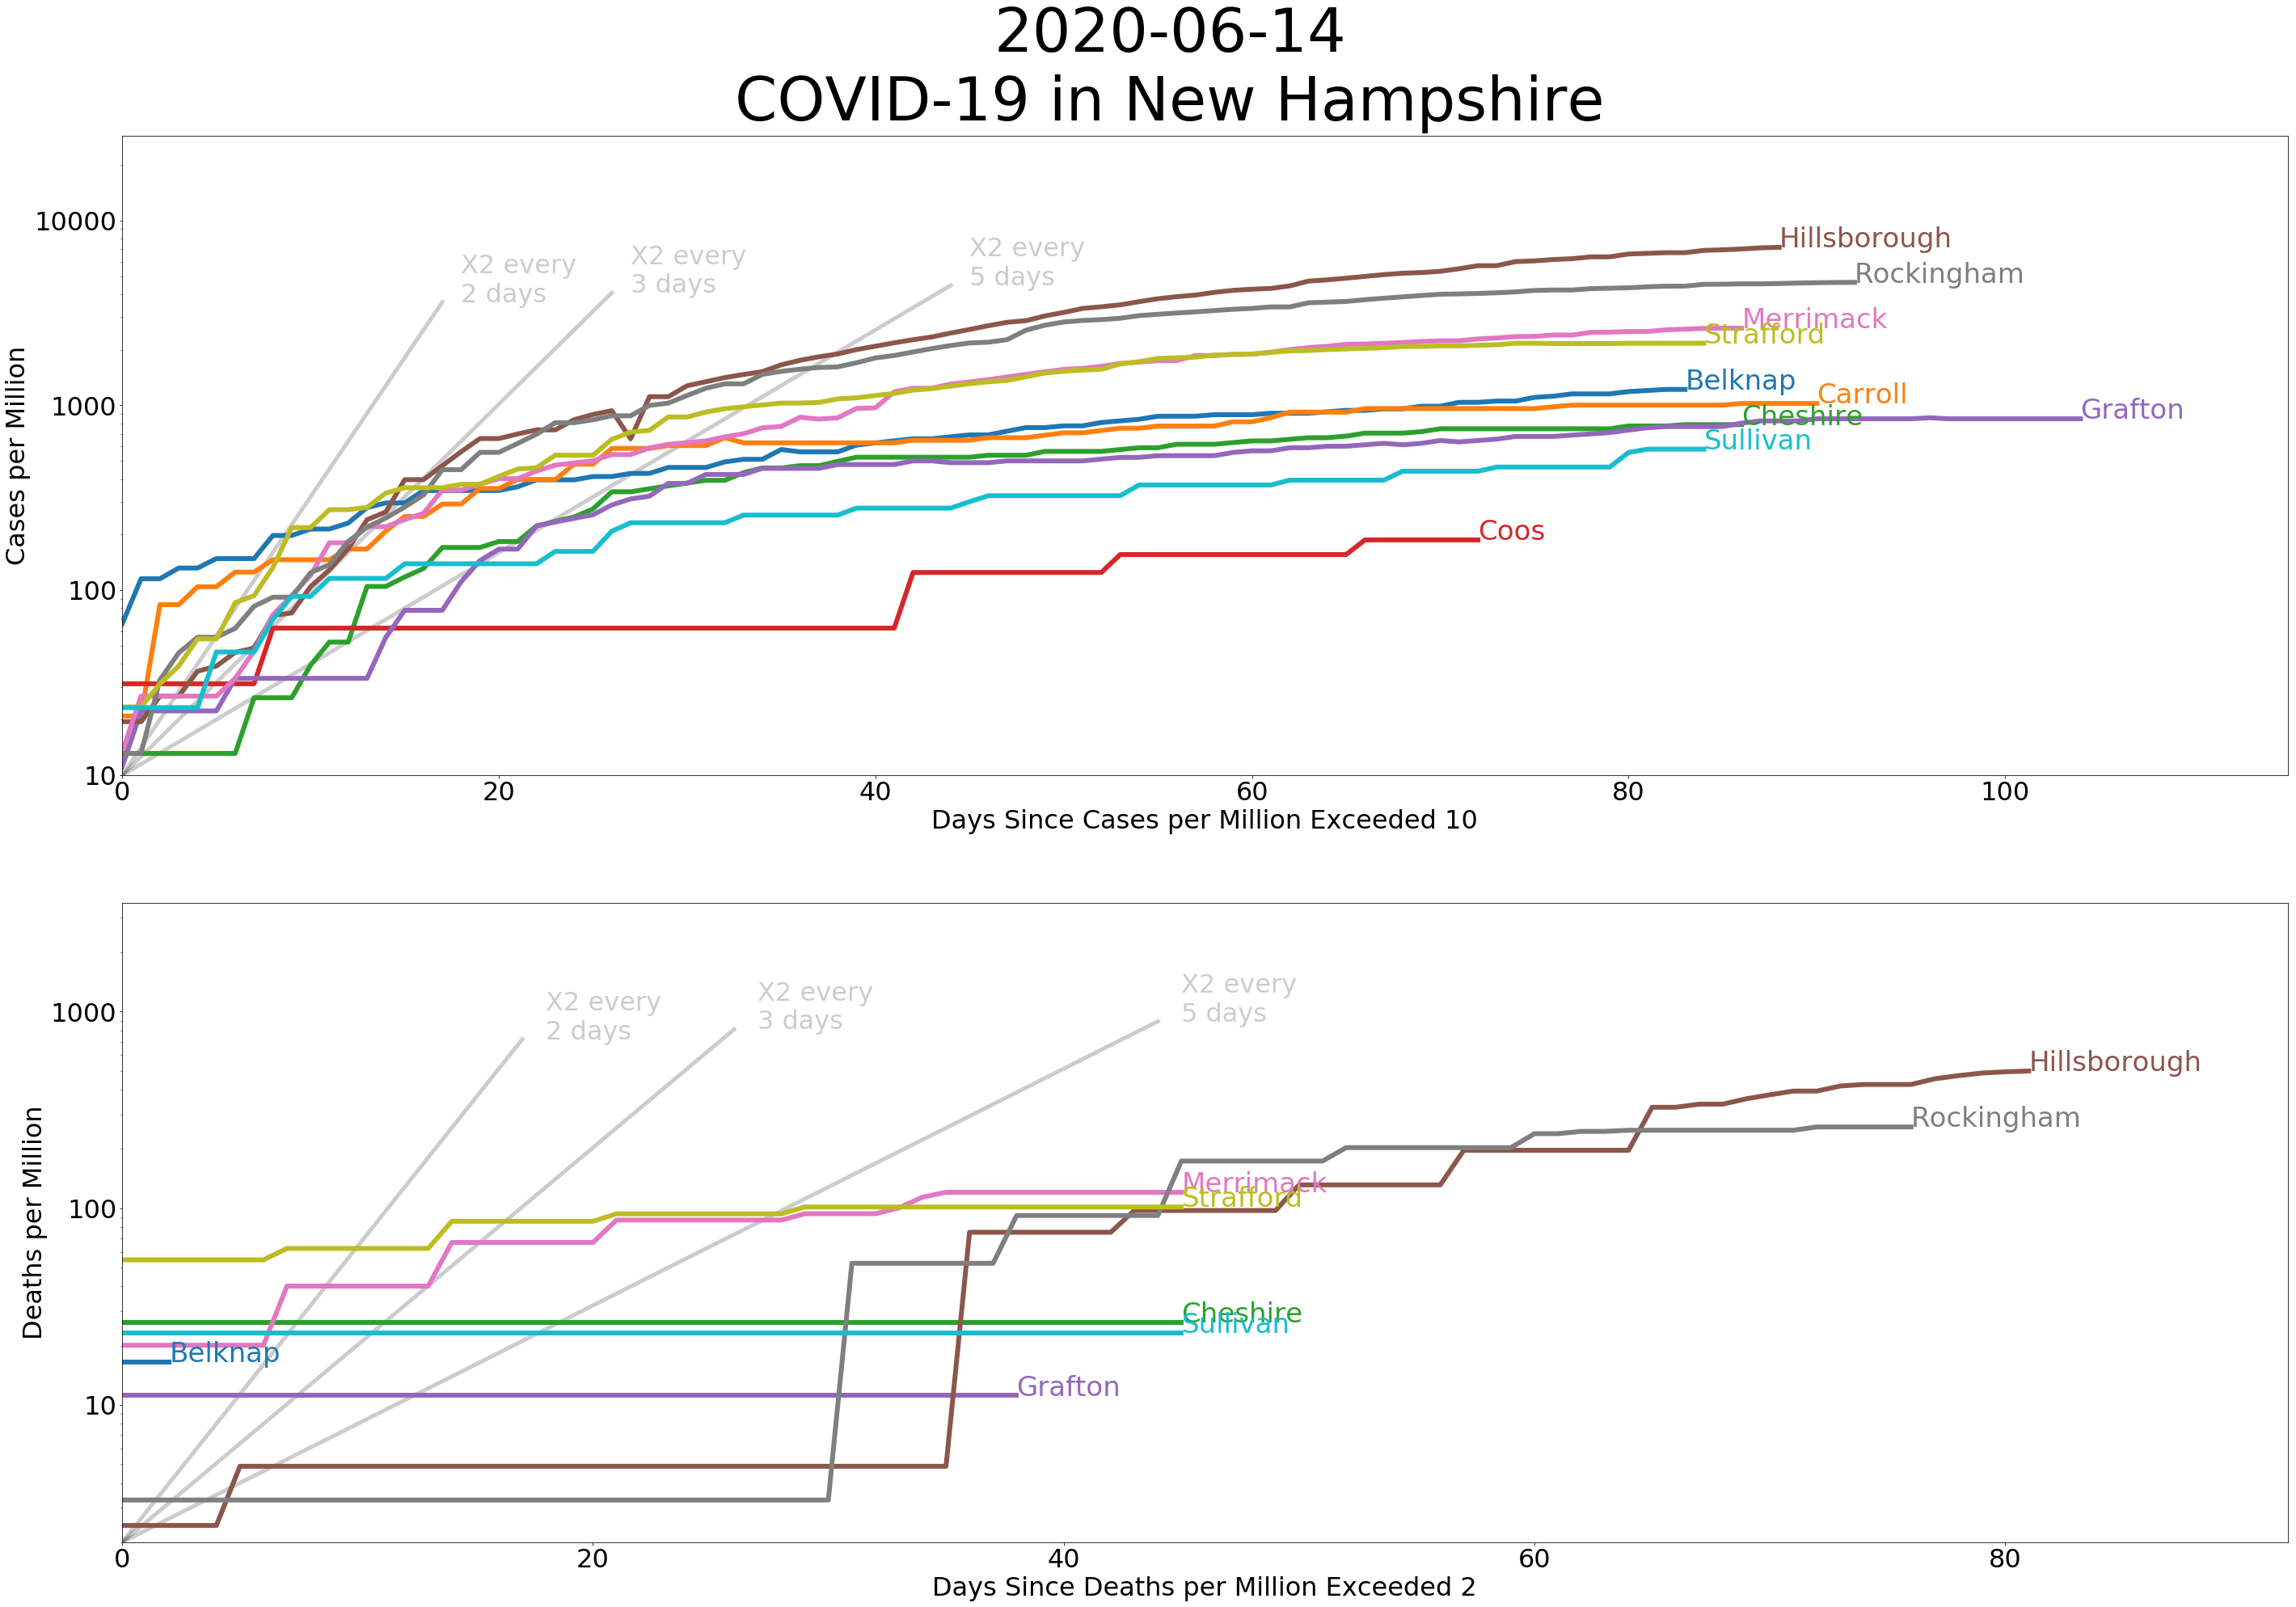 2020-06-14
COVID-19 in New Hampshire
10000
1000
100
10
Cases per Million
X2 every
2 days
X2 every
3 days
X2 every
5 days
Hillsborough
Rockingham
Merrimack
Strafford
Belknap
Carroll
Cheshire
Grafton
Sullivan
Coos
0 20 40 60 80 100
Days Since Cases per Million Exceeded 10
1000
100
10
Deaths per Million
X2 every
2 days
X2 every
3 days
X2 every
5 days
Hillsborough
Rockingham
Merrimack
Strafford
Cheshire
Sullivan
Belknap
Grafton
0 20 40 60 80
Days Since Deaths per Million Exceeded 2